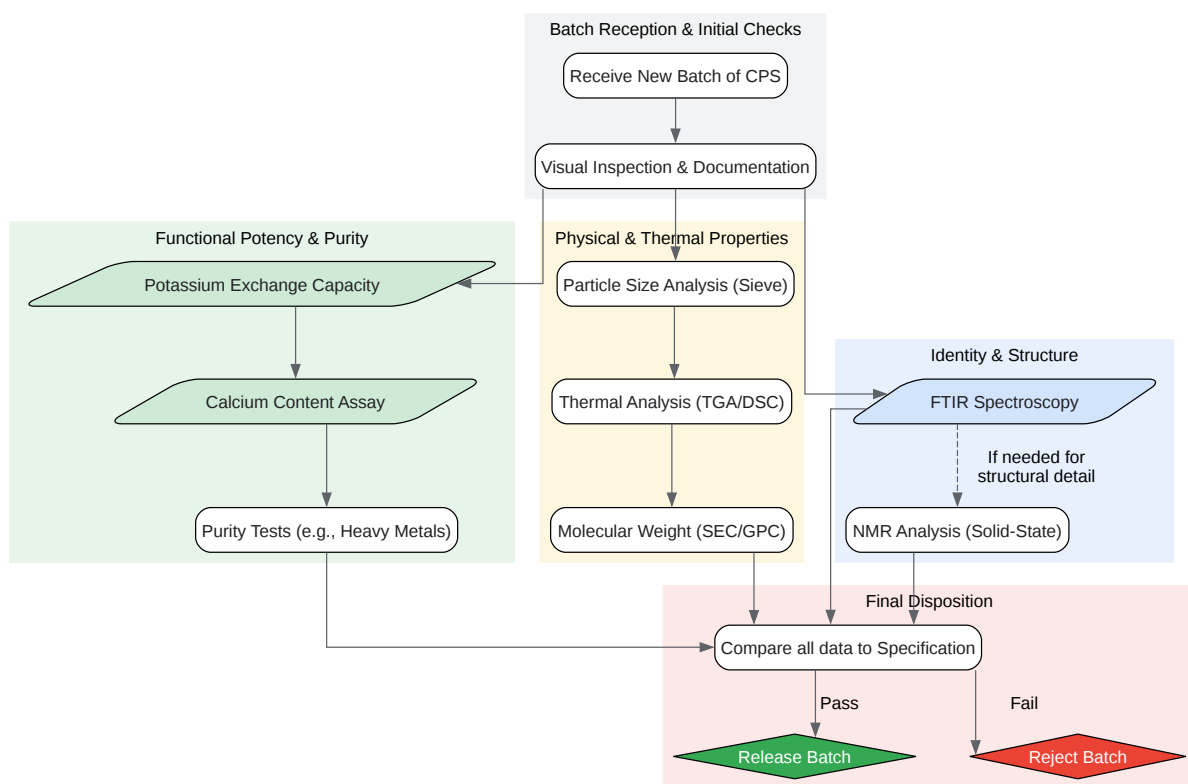 Batch Reception & Initial Checks
Receive New Batch of CPS
Visual Inspection & Documentation
Functional Potency & Purity
Potassium Exchange Capacity
Calcium Content Assay
Purity Tests (e.g., Heavy Metals)
Physical & Thermal Properties
Particle Size Analysis (Sieve)
Thermal Analysis (TGA/DSC)
Molecular Weight (SEC/GPC)
Identity & Structure
FTIR Spectroscopy
If needed for
structural detail
NMR Analysis (Solid-State)
Final Disposition
Compare all data to Specification
Pass
Fail
Release Batch
Reject Batch